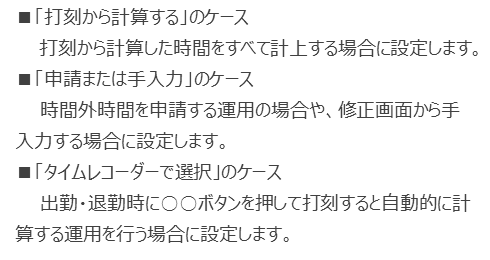 ■「打刻から計算する」のケース
打刻から計算した時間をすべて計上する場合に設定します。
■「申請または手入力」のケース
時間外時間を申請する運用の場合や、修正画面から手
入力する場合に設定します。
■「タイムレコーダーで選択」のケース
出勤・退勤時に○○ボタンを押して打刻すると自動的に計
算する運用を行う場合に設定します。